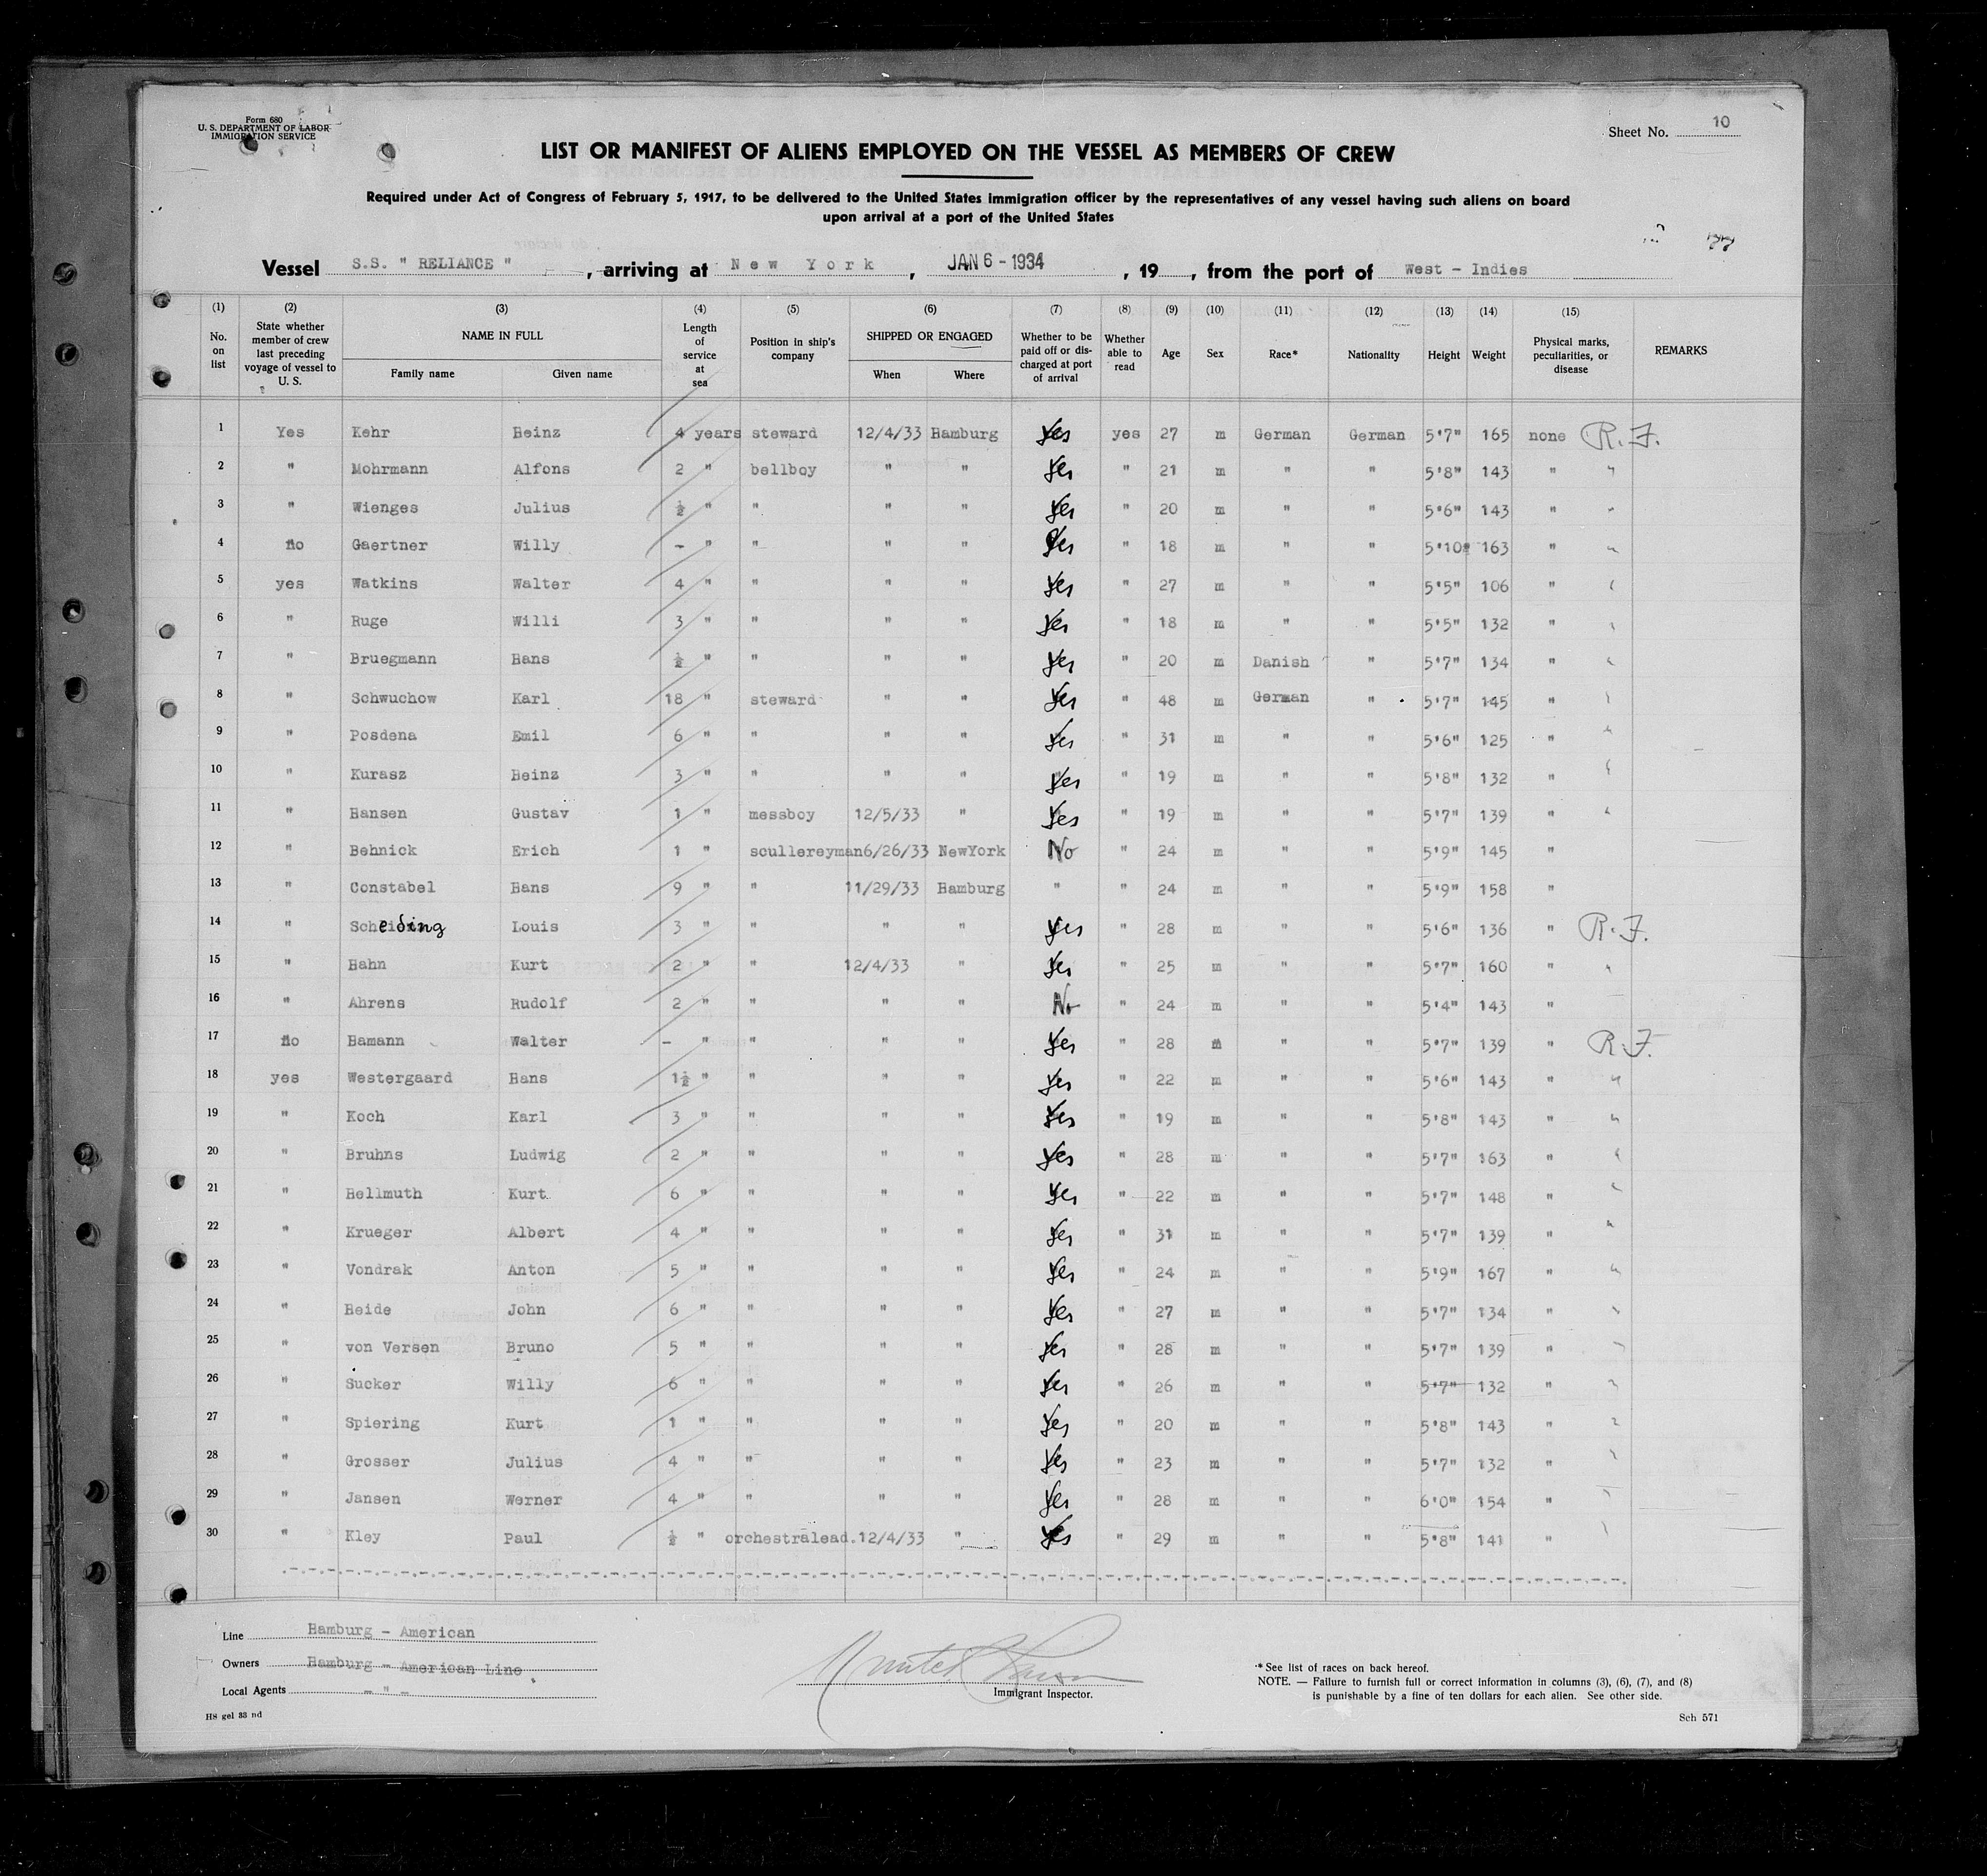 Form 680
U. S. DEPARTMENT OF LABOR
IMMIGRATION SERVICE
Sheet No. 10
LIST OR MANIFEST OF ALIENS EMPLOYED ON THE VESSEL AS MEMBERS OF CREW
Required under Act of Congress of February 5, 1917, to be delivered to the United States immigration officer by the representatives of any vessel having such aliens on board
upon arrival at a port of the United States
Vessel S.S. " RELIANCE " , arriving at New York , JAN 6 - 1934 , 19 , from the port of West - Indies
(1) (2) (3) (4) (5) (6) (7) (8) (9) (10) (11) (12) (13) (14) (15)
No. on list | State whether member of crew last preceding voyage of vessel to U. S. | NAME IN FULL | Family name | Given name | Length of service at sea | Position in ship's company | SHIPPED OR ENGAGED | When | Where | Whether to be paid off or discharged at port of arrival | Whether able to read | Age | Sex | Race* | Nationality | Height | Weight | Physical marks, peculiarities, or disease | REMARKS
1 Yes Kehr Heinz 4 years steward 12/4/33 Hamburg Yes yes 27 m German German 5'7" 165 none R.F.
2 " Mohrmann Alfons 2 " bellboy " " Yes " 21 m " " 5'8" 143 " "
3 " Wienges Julius ½ " " " " Yes " 20 m " " 5'6" 143 " "
4 no Gaertner Willy - " " " " Yes " 18 m " " 5'10" 163 " "
5 yes Watkins Walter 4 " " " " Yes " 27 m " " 5'5" 106 " "
6 " Ruge Willi 3 " " " " Yes " 18 m " " 5'5" 132 " "
7 " Bruegmann Hans ½ " " " " Yes " 20 m Danish " 5'7" 134 " "
8 " Schwuchow Karl 18 " steward " " Yes " 48 m German " 5'7" 145 " "
9 " Posdena Emil 6 " " " " Yes " 31 m " " 5'6" 125 " "
10 " Kurasz Heinz 3 " " " " Yes " 19 m " " 5'8" 132 " "
11 " Hansen Gustav 1 " messboy 12/5/33 " Yes " 19 m " " 5'7" 139 " "
12 " Behnick Erich 1 " scullereyman 6/26/33 NewYork No " 24 m " " 5'9" 145 "
13 " Constabel Hans 9 " " 11/29/33 Hamburg " " 24 m " " 5'9" 158 "
14 " Scheding Louis 3 " " " " Yes " 28 m " " 5'6" 136 " R.F.
15 " Hahn Kurt 2 " " 12/4/33 " Yes " 25 m " " 5'7" 160 " "
16 " Ahrens Rudolf 2 " " " " No " 24 m " " 5'4" 143 "
17 no Hamann Walter - " " " " Yes " 28 m " " 5'7" 139 " R.F.
18 yes Westergaard Hans 1½ " " " " Yes " 22 m " " 5'6" 143 " "
19 " Koch Karl 3 " " " " Yes " 19 m " " 5'8" 143 " "
20 " Bruhns Ludwig 2 " " " " Yes " 28 m " " 5'7" 163 " "
21 " Hellmuth Kurt 6 " " " " Yes " 22 m " " 5'7" 148 " "
22 " Krueger Albert 4 " " " " Yes " 31 m " " 5'7" 139 " "
23 " Vondrak Anton 5 " " " " Yes " 24 m " " 5'9" 167 " "
24 " Heide John 6 " " " " Yes " 27 m " " 5'7" 134 " "
25 " von Versen Bruno 5 " " " " Yes " 28 m " " 5'7" 139 " "
26 " Sucker Willy 6 " " " " Yes " 26 m " " 5'7" 132 " "
27 " Spiering Kurt 1 " " " " Yes " 20 m " " 5'8" 143 " "
28 " Grosser Julius 4 " " " " Yes " 23 m " " 5'7" 132 " "
29 " Jansen Werner 4 " " " " Yes " 28 m " " 6'0" 154 " "
30 " Kley Paul ½ " orchestralead. 12/4/33 " Yes " 29 m " " 5'8" 141 " "
Line Hamburg - American
Owners Hamburg - American Line
Local Agents - " -
Immigrant Inspector.
* See list of races on back hereof.
NOTE. — Failure to furnish full or correct information in columns (3), (6), (7), and (8)
is punishable by a fine of ten dollars for each alien. See other side.
H8 gel 33 nd
Sch 571